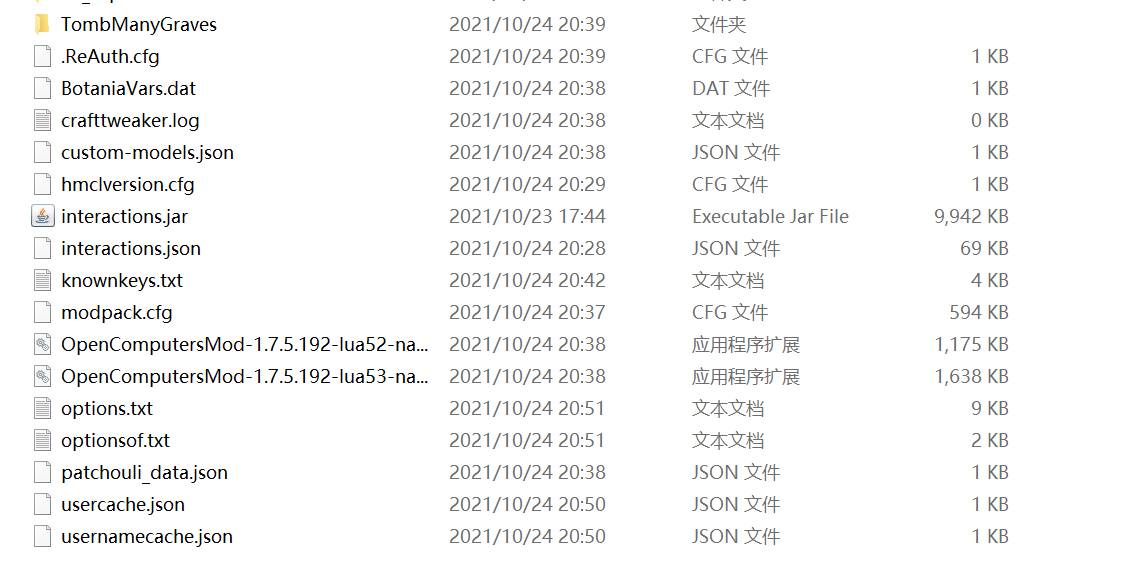 TombManyGraves 2021/10/24 20:39 文件夹
.ReAuth.cfg 2021/10/24 20:39 CFG 文件 1 KB
BotaniaVars.dat 2021/10/24 20:38 DAT 文件 1 KB
crafttweaker.log 2021/10/24 20:38 文本文档 0 KB
custom-models.json 2021/10/24 20:38 JSON 文件 1 KB
hmclversion.cfg 2021/10/24 20:29 CFG 文件 1 KB
interactions.jar 2021/10/23 17:44 Executable Jar File 9,942 KB
interactions.json 2021/10/24 20:28 JSON 文件 69 KB
knownkeys.txt 2021/10/24 20:42 文本文档 4 KB
modpack.cfg 2021/10/24 20:37 CFG 文件 594 KB
OpenComputersMod-1.7.5.192-lua52-na... 2021/10/24 20:38 应用程序扩展 1,175 KB
OpenComputersMod-1.7.5.192-lua53-na... 2021/10/24 20:38 应用程序扩展 1,638 KB
options.txt 2021/10/24 20:51 文本文档 9 KB
optionsof.txt 2021/10/24 20:51 文本文档 2 KB
patchouli_data.json 2021/10/24 20:38 JSON 文件 1 KB
usercache.json 2021/10/24 20:50 JSON 文件 1 KB
usernamecache.json 2021/10/24 20:50 JSON 文件 1 KB